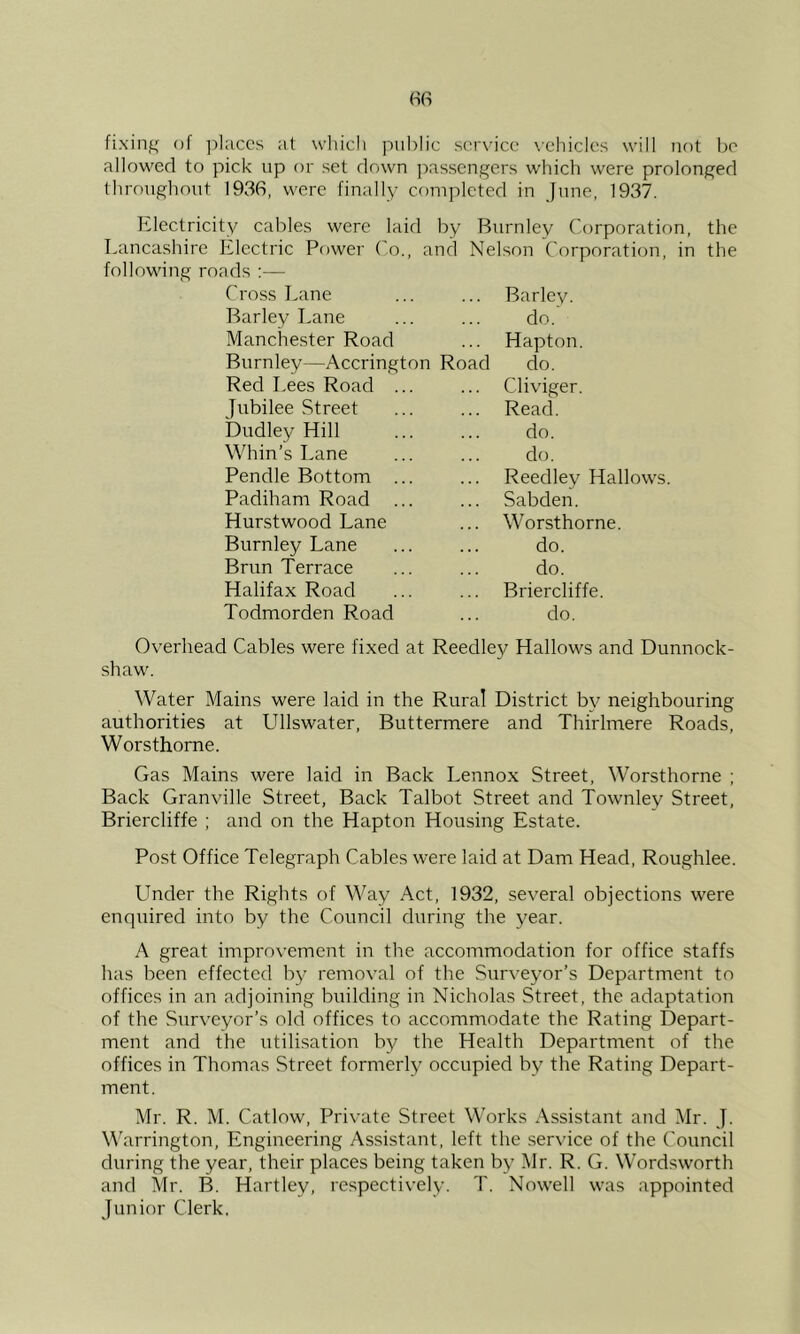 66
fixing of places at which public service vehicles will not be
allowed to pick up or set down passengers which were prolonged
throughout 1936, were finally completed in June, 1937.
Electricity cables were laid by Burnley Corporation, the
Lancashire Electric Power Co., and Nelson Corporation, in the
following roads :—
Cross Lane ... ... Barley.
Barley Lane ... ... do.
Manchester Road ... Hapton.
Burnley—Accrington Road do.
Red Lees Road ... ... Cliviger.
Jubilee Street ... ... Read.
Dudley Hill ... ... do.
Whin's Lane ... ... do.
Pendle Bottom ... ... Reedley Hallows.
Padiham Road ... ... Sabden.
Hurstwood Lane ... Worsthorne.
Burnley Lane ... ... do.
Brun Terrace ... ... do.
Halifax Road ... ... Briercliffe.
Todmorden Road ... do.
Overhead Cables were fixed at Reedley Hallows and Dunnock-
shaw.
Water Mains were laid in the Rural District by neighbouring
authorities at Ullswater, Buttermere and Thirlmere Roads,
Worsthorne.
Gas Mains were laid in Back Lennox Street, Worsthorne ;
Back Granville Street, Back Talbot Street and Townley Street,
Briercliffe ; and on the Hapton Housing Estate.
Post Office Telegraph Cables were laid at Dam Head, Roughlee.
Under the Rights of Way Act, 1932, several objections were
enquired into by the Council during the year.
A great improvement in the accommodation for office staffs
has been effected by removal of the Surveyor's Department to
offices in an adjoining building in Nicholas Street, the adaptation
of the Surveyor's old offices to accommodate the Rating Depart-
ment and the utilisation by the Health Department of the
offices in Thomas Street formerly occupied by the Rating Depart-
ment.
Mr. R. M. Catlow, Private Street Works Assistant and Mr. J.
Warrington, Engineering Assistant, left the service of the Council
during the year, their places being taken by Mr. R. G. Wordsworth
and Mr. B. Hartley, respectively. T. Nowell was appointed
Junior Clerk.